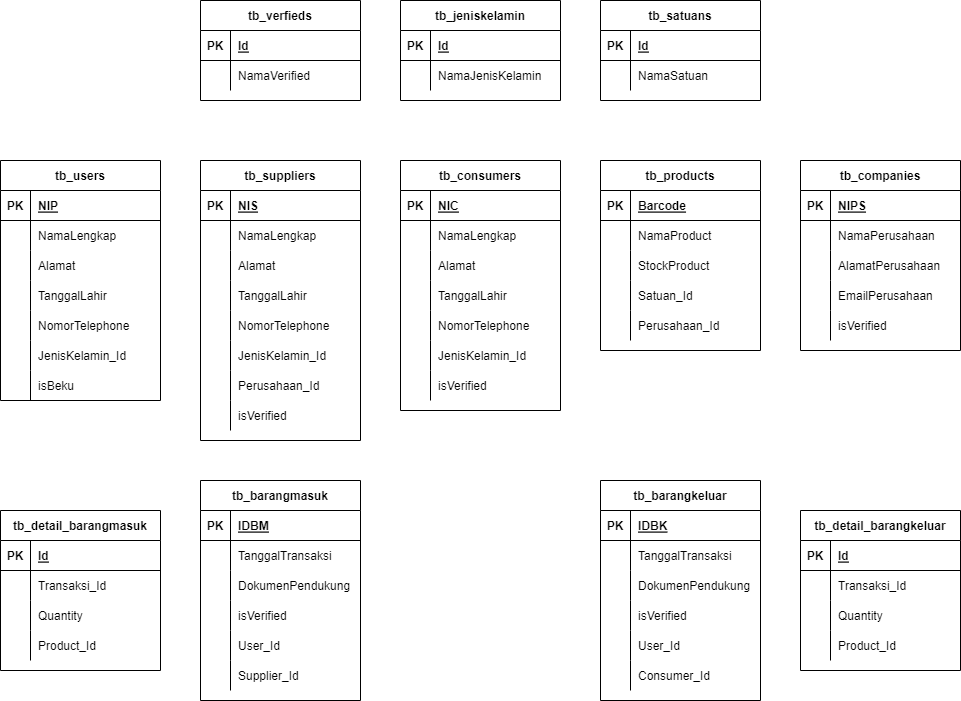 tb_verfieds
PK Id
NamaVerified
tb_jeniskelamin
PK Id
NamaJenisKelamin
tb_satuans
PK Id
NamaSatuan
tb_users
PK NIP
NamaLengkap
Alamat
TanggalLahir
NomorTelephone
JenisKelamin_Id
isBeku
tb_suppliers
PK NIS
NamaLengkap
Alamat
TanggalLahir
NomorTelephone
JenisKelamin_Id
Perusahaan_Id
isVerified
tb_consumers
PK NIC
NamaLengkap
Alamat
TanggalLahir
NomorTelephone
JenisKelamin_Id
isVerified
tb_products
PK Barcode
NamaProduct
StockProduct
Satuan_Id
Perusahaan_Id
tb_companies
PK NIPS
NamaPerusahaan
AlamatPerusahaan
EmailPerusahaan
isVerified
tb_detail_barangmasuk
PK Id
Transaksi_Id
Quantity
Product_Id
tb_barangmasuk
PK IDBM
TanggalTransaksi
DokumenPendukung
isVerified
User_Id
Supplier_Id
tb_barangkeluar
PK IDBK
TanggalTransaksi
DokumenPendukung
isVerified
User_Id
Consumer_Id
tb_detail_barangkeluar
PK Id
Transaksi_Id
Quantity
Product_Id